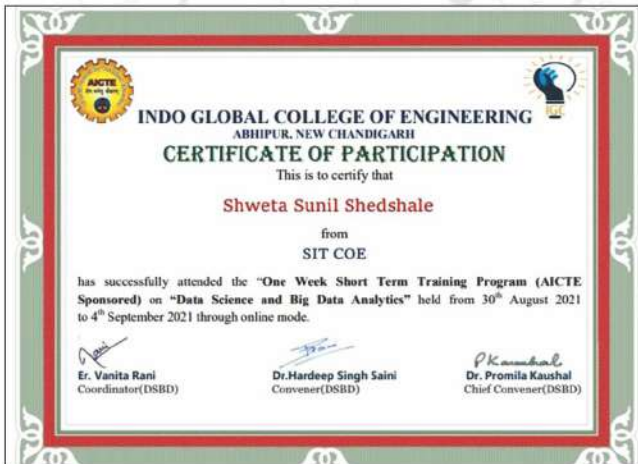 AICTE
IGC
INDO GLOBAL COLLEGE OF ENGINEERING
ABHIPUR, NEW CHANDIGARH
CERTIFICATE OF PARTICIPATION
This is to certify that
Shweta Sunil Shedshale
from
SIT COE
has successfully attended the "One Week Short Term Training Program (AICTE
Sponsored) on "Data Science and Big Data Analytics" held from 30th August 2021
to 4th September 2021 through online mode.
P Kaushal
Er. Vanita Rani
Coordinator(DSBD)
Dr.Hardeep Singh Saini
Convener(DSBD)
Dr. Promila Kaushal
Chief Convener(DSBD)